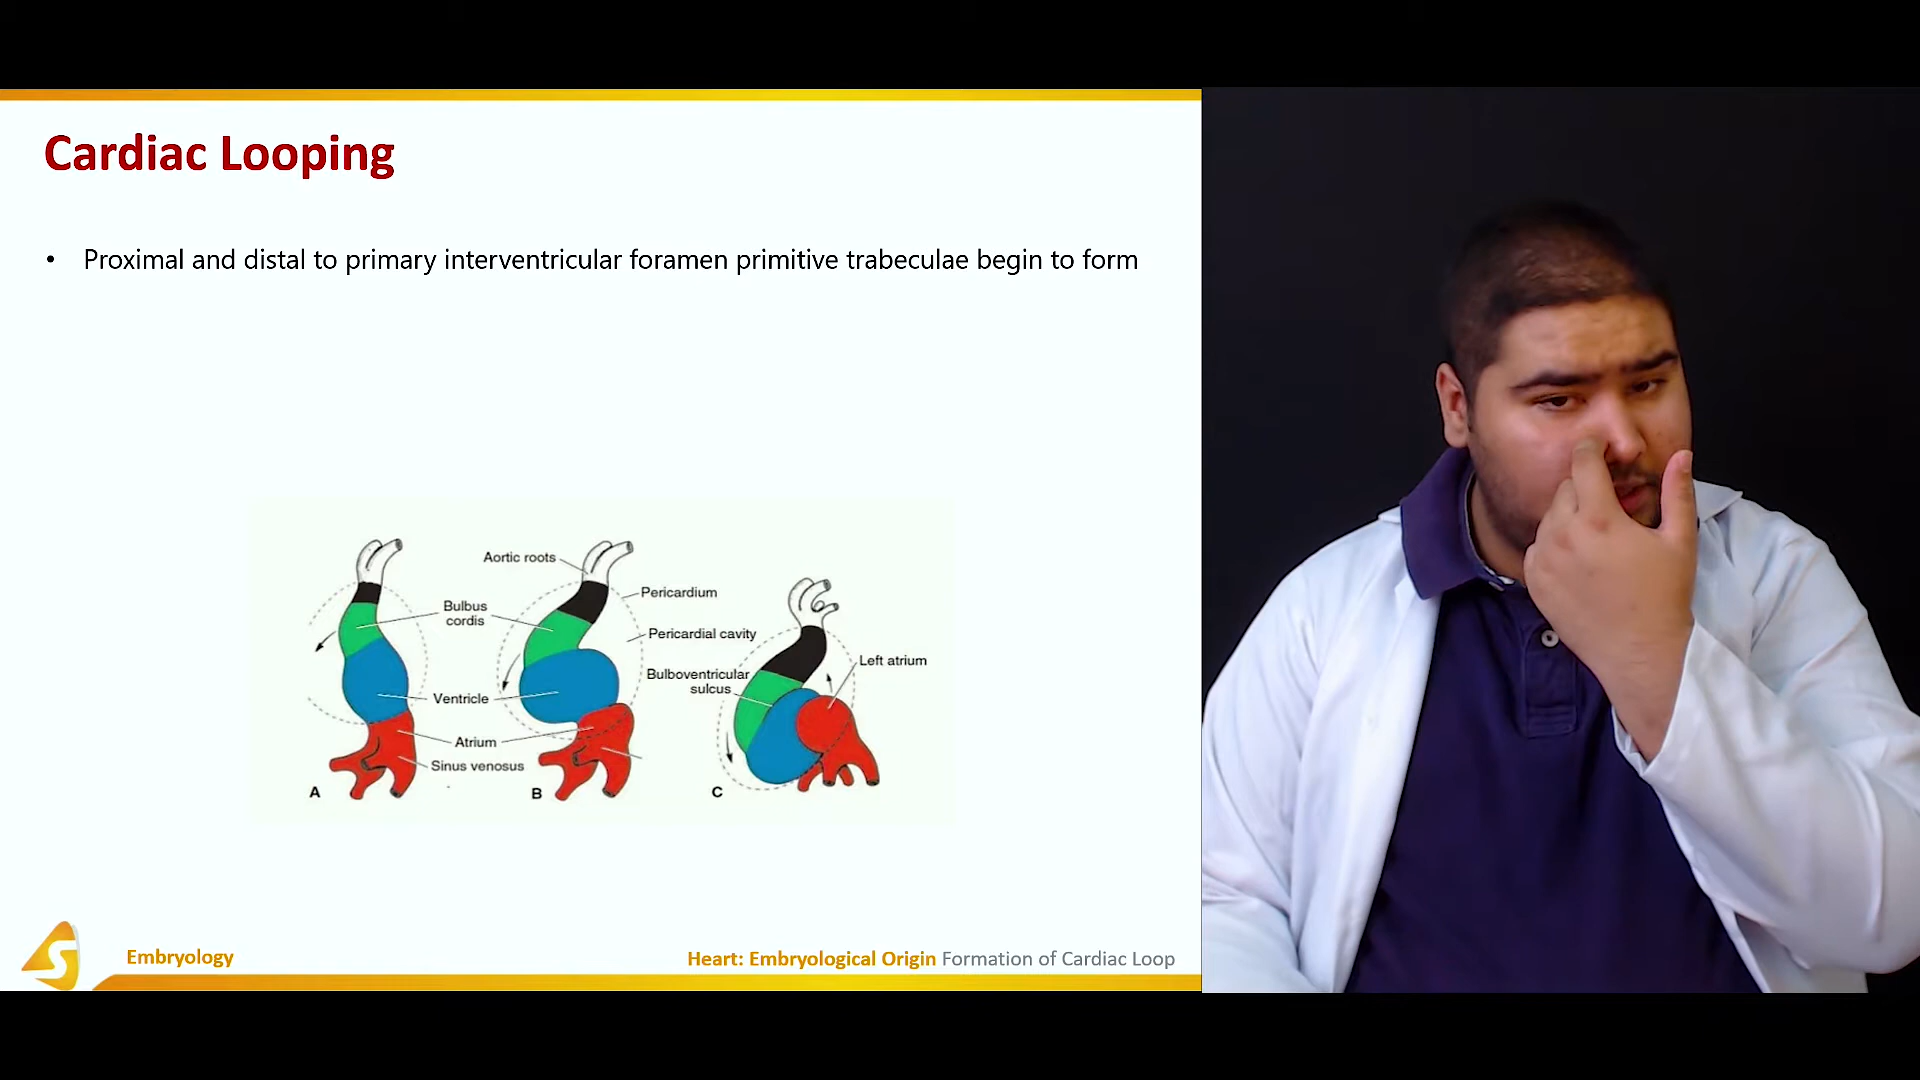 Cardiac Looping
• Proximal and distal to primary interventricular foramen primitive trabeculae begin to form
Aortic roots
Pericardium
Bulbus
cordis
Pericardial cavity
Left atrium
Bulboventricular
sulcus
Ventricle
Atrium
Sinus venosus
A
B
C
S
Embryology
Heart: Embryological Origin Formation of Cardiac Loop